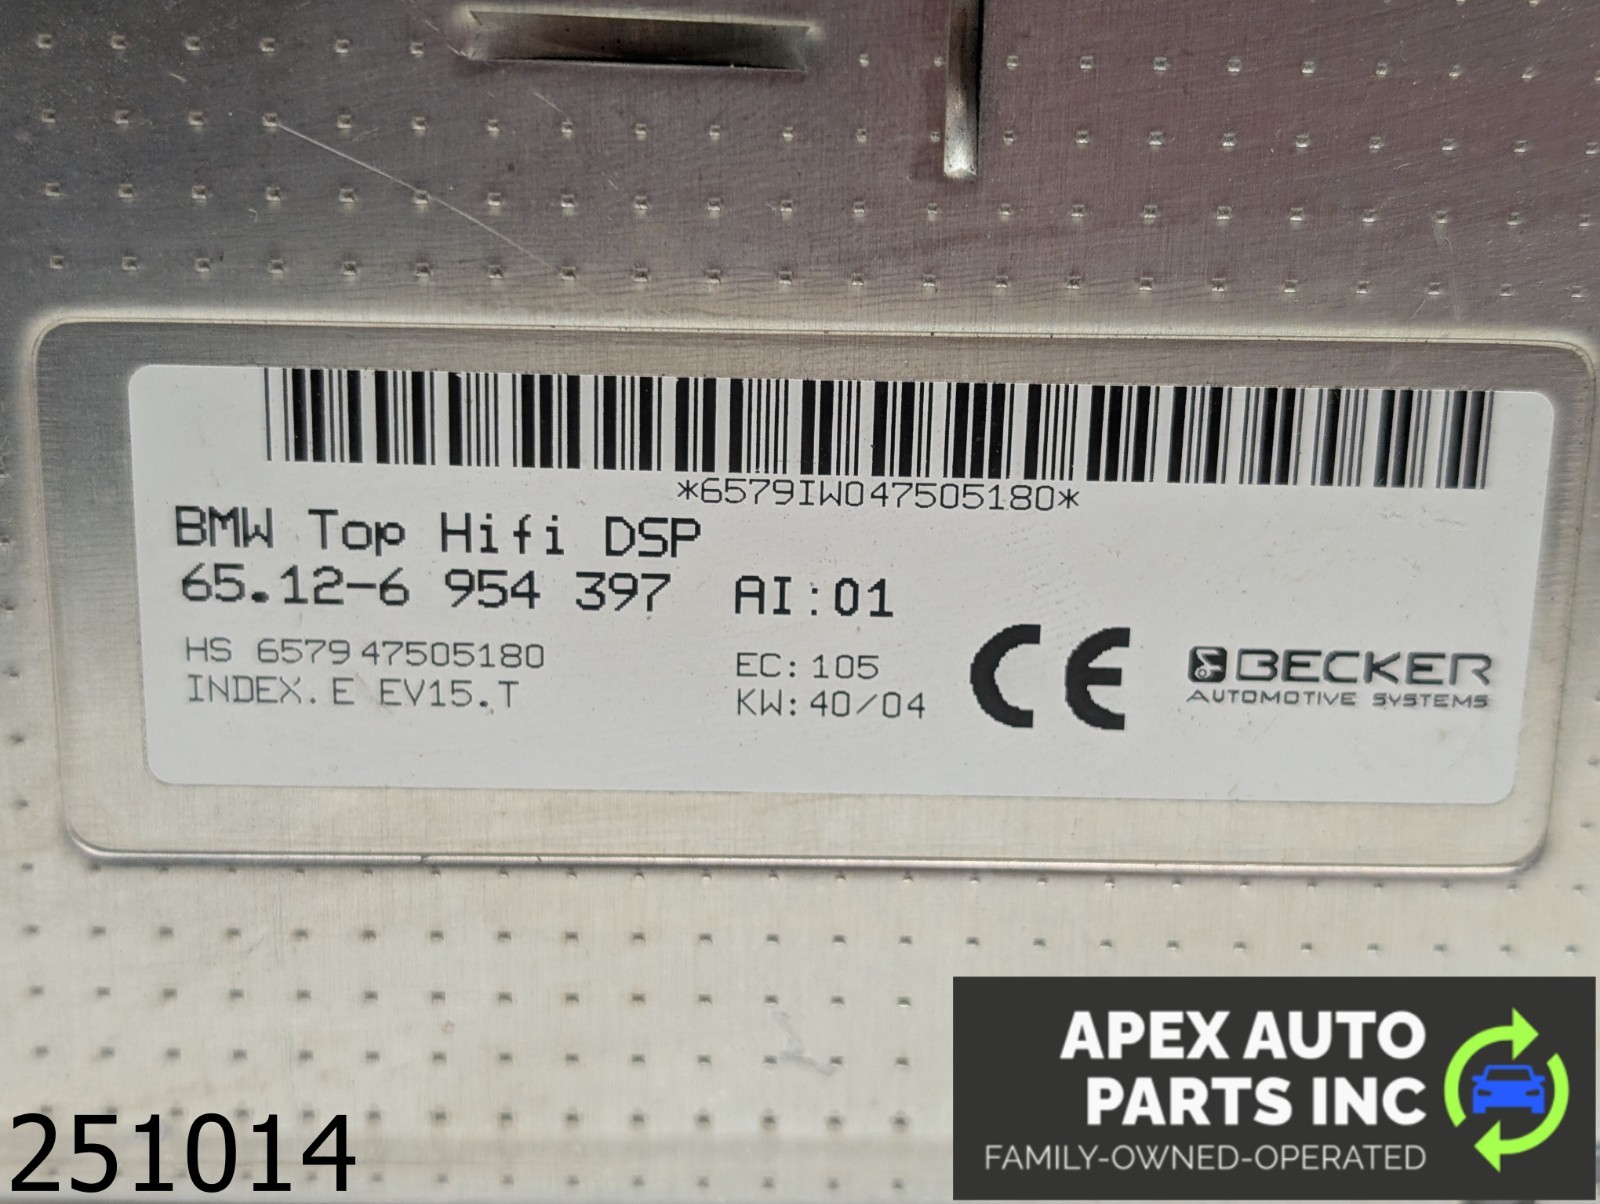 *6579IW047505180*
BMW Top Hifi DSP
65.12-6 954 397 AI:01
HS 6579 47505180
INDEX.E EV15.T
EC: 105
KW: 40/04
CE
BECKER
AUTOMOTIVE SYSTEMS
251014
APEX AUTO
PARTS INC
FAMILY-OWNED-OPERATED